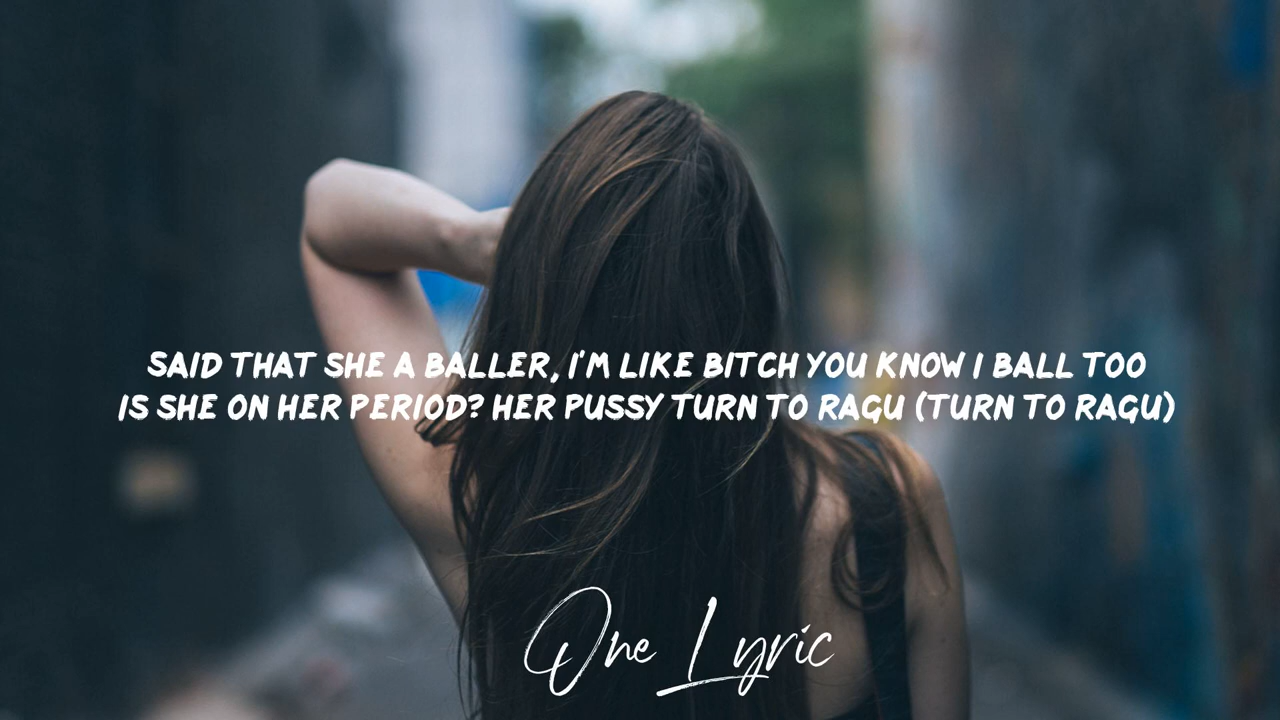 SAID THAT SHE A BALLER, I'M LIKE BITCH YOU KNOW I BALL TOO
IS SHE ON HER PERIOD? HER PUSSY TURN TO RAGU (TURN TO RAGU)
One Lyric